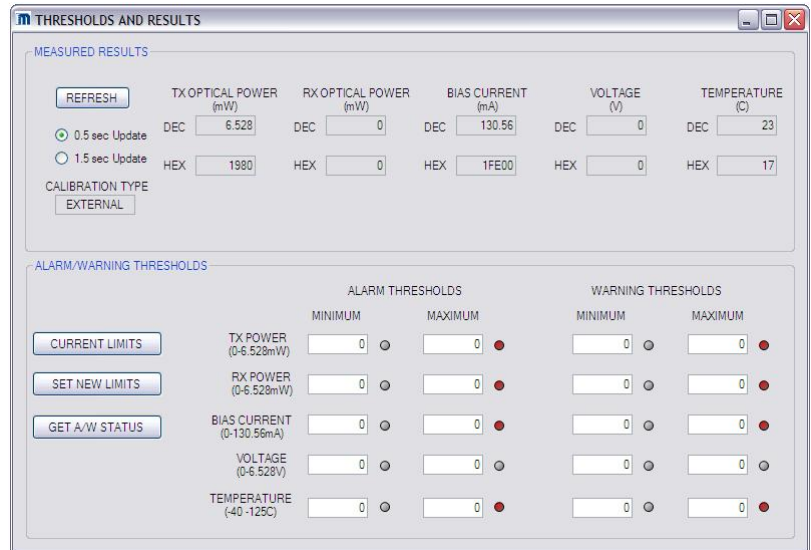 THRESHOLDS AND RESULTS
MEASURED RESULTS
REFRESH
0.5 sec Update
1.5 sec Update
CALIBRATION TYPE
EXTERNAL
TX OPTICAL POWER RX OPTICAL POWER BIAS CURRENT VOLTAGE TEMPERATURE
(mW) (mW) (mA) (V) (C)
DEC 6.528 DEC 0 DEC 130.56 DEC 0 DEC 23
HEX 1980 HEX 0 HEX 1FE00 HEX 0 HEX 17
ALARM/WARNING THRESHOLDS
ALARM THRESHOLDS WARNING THRESHOLDS
MINIMUM MAXIMUM MINIMUM MAXIMUM
CURRENT LIMITS
SET NEW LIMITS
GET A/W STATUS
TX POWER 0 0 0 0
(0-6.528mW)
RX POWER 0 0 0 0
(0-6.528mW)
BIAS CURRENT 0 0 0 0
(0-130.56mA)
VOLTAGE 0 0 0 0
(0-6.528V)
TEMPERATURE 0 0 0 0
(-40 -125C)